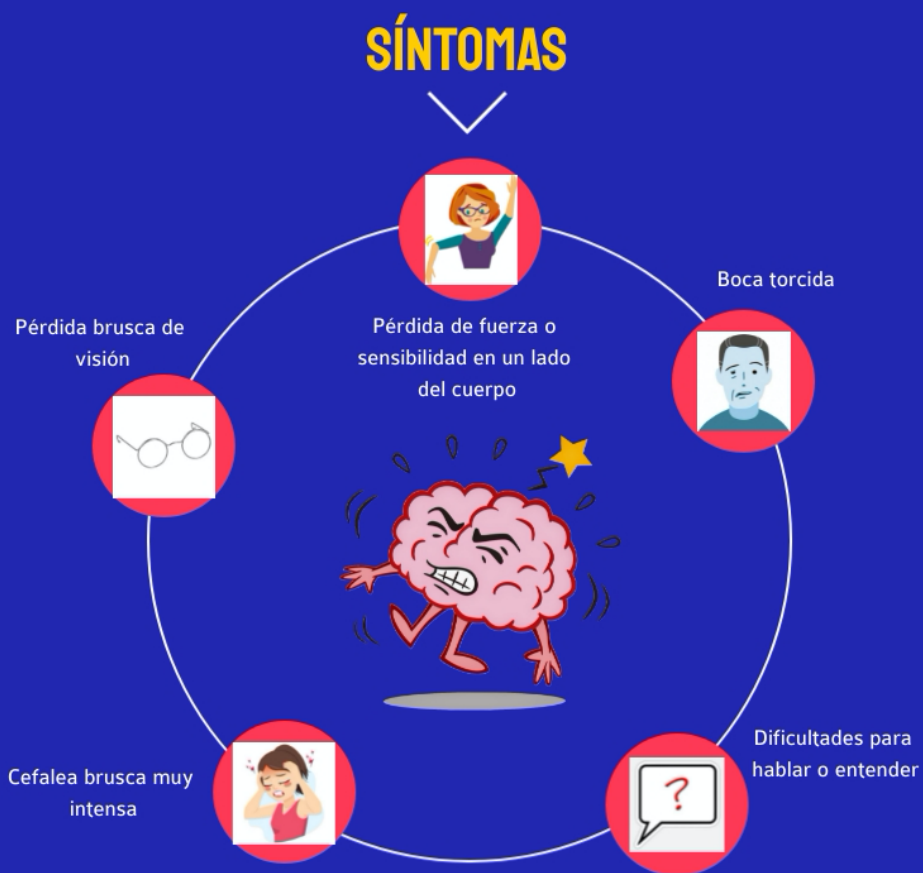 SÍNTOMAS
Pérdida de fuerza o
sensibilidad en un lado
del cuerpo
Boca torcida
Dificultades para
hablar o entender
?
Cefalea brusca muy
intensa
Pérdida brusca de
visión